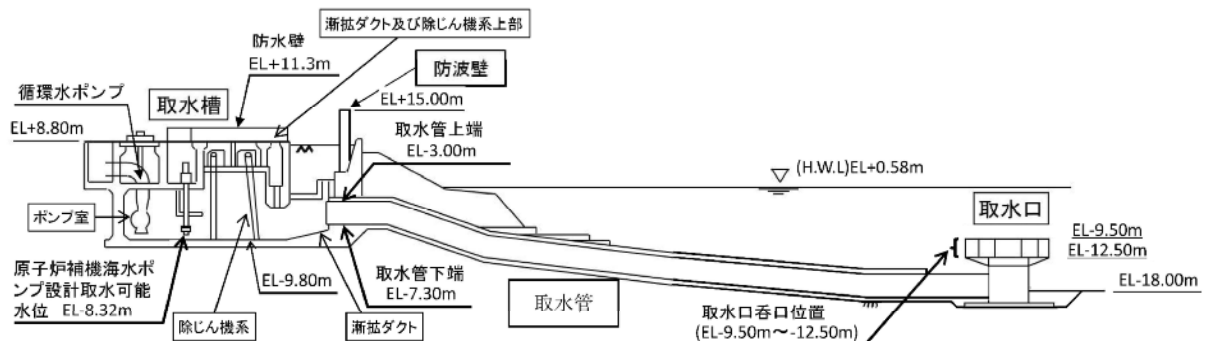 漸拡ダクト及び除じん機系上部
防水壁
EL+11.3m
防波壁
循環水ポンプ
取水槽
EL+15.00m
EL+8.80m
取水管上端
EL-3.00m
(H.W.L)EL+0.58m
ポンプ室
取水口
EL-9.50m
EL-12.50m
原子炉補機海水ポ
ンプ設計取水可能
水位 EL-8.32m
EL-9.80m
取水管下端
EL-7.30m
取水管
EL-18.00m
除じん機系
漸拡ダクト
取水口呑口位置
(EL-9.50m～-12.50m)